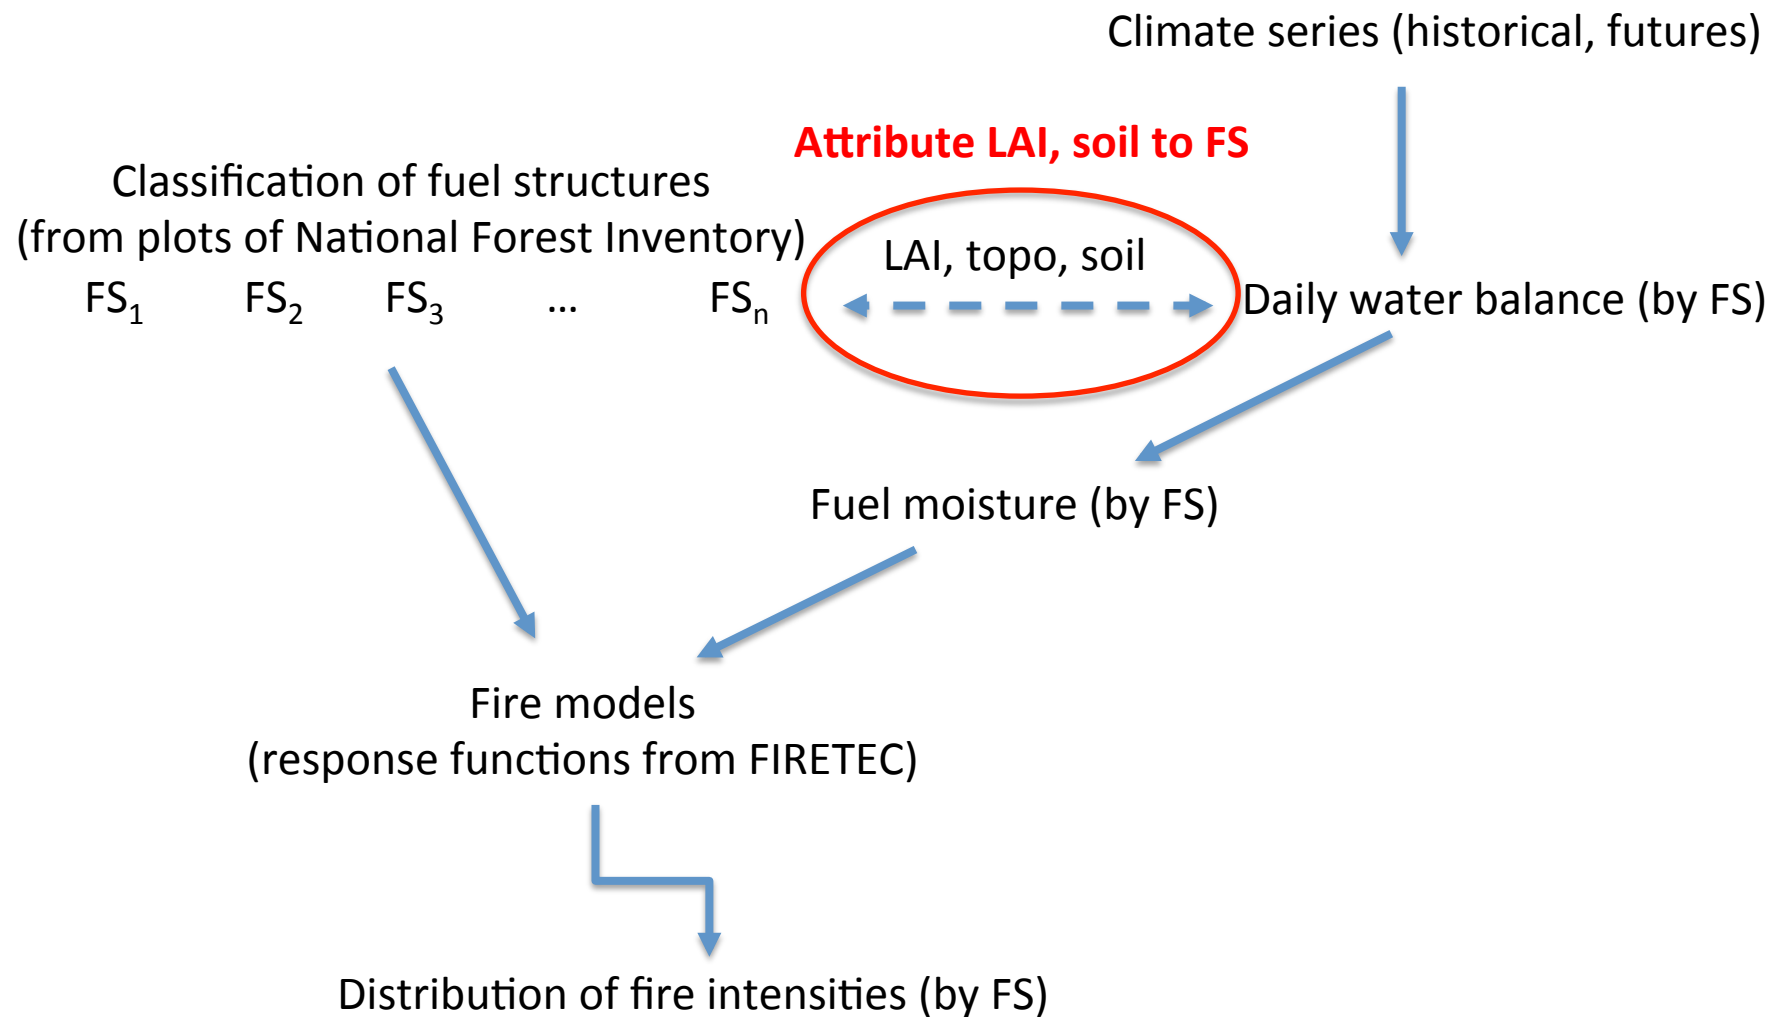 Climate series (historical, futures)
Attribute LAI, soil to FS
Classification of fuel structures
(from plots of National Forest Inventory)
LAI, topo, soil
FS₁ FS₂ FS₃ ... FSₙ
Daily water balance (by FS)
Fuel moisture (by FS)
Fire models
(response functions from FIRETEC)
Distribution of fire intensities (by FS)